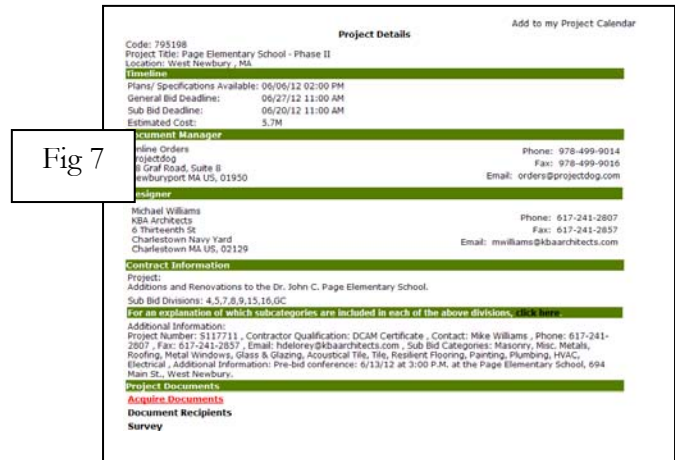 Add to my Project Calendar
Project Details
Code: 795198
Project Title: Page Elementary School - Phase II
Location: West Newbury , MA
Timeline
Plans/ Specifications Available: 06/06/12 02:00 PM
General Bid Deadline: 06/27/12 11:00 AM
Sub Bid Deadline: 06/20/12 11:00 AM
Estimated Cost: 5.7M
Fig 7
ocument Manager
nline Orders
Phone: 978-499-9014
rojectdog
Fax: 978-499-9016
8 Graf Road, Suite 8
Email: orders@projectdog.com
ewburyport MA US, 01950
esigner
Michael Williams
KBA Architects
Phone: 617-241-2807
6 Thirteenth St
Fax: 617-241-2857
Charlestown Navy Yard
Email: mwilliams@kbaarchitects.com
Charlestown MA US, 02129
Contract Information
Project:
Additions and Renovations to the Dr. John C. Page Elementary School.
Sub Bid Divisions: 4,5,7,8,9,15,16,GC
For an explanation of which subcategories are included in each of the above divisions, click here
Additional Information:
Project Number: S117711 , Contractor Qualification: DCAM Certificate , Contact: Mike Williams , Phone: 617-241-
2807 , Fax: 617-241-2857 , Email: hdelorey@kbaarchitects.com , Sub Bid Categories: Masonry, Misc. Metals,
Roofing, Metal Windows, Glass & Glazing, Acoustical Tile, Tile, Resilient Flooring, Painting, Plumbing, HVAC,
Electrical , Additional Information: Pre-bid conference: 6/13/12 at 3:00 P.M. at the Page Elementary School, 694
Main St., West Newbury.
Project Documents
Acquire Documents
Document Recipients
Survey